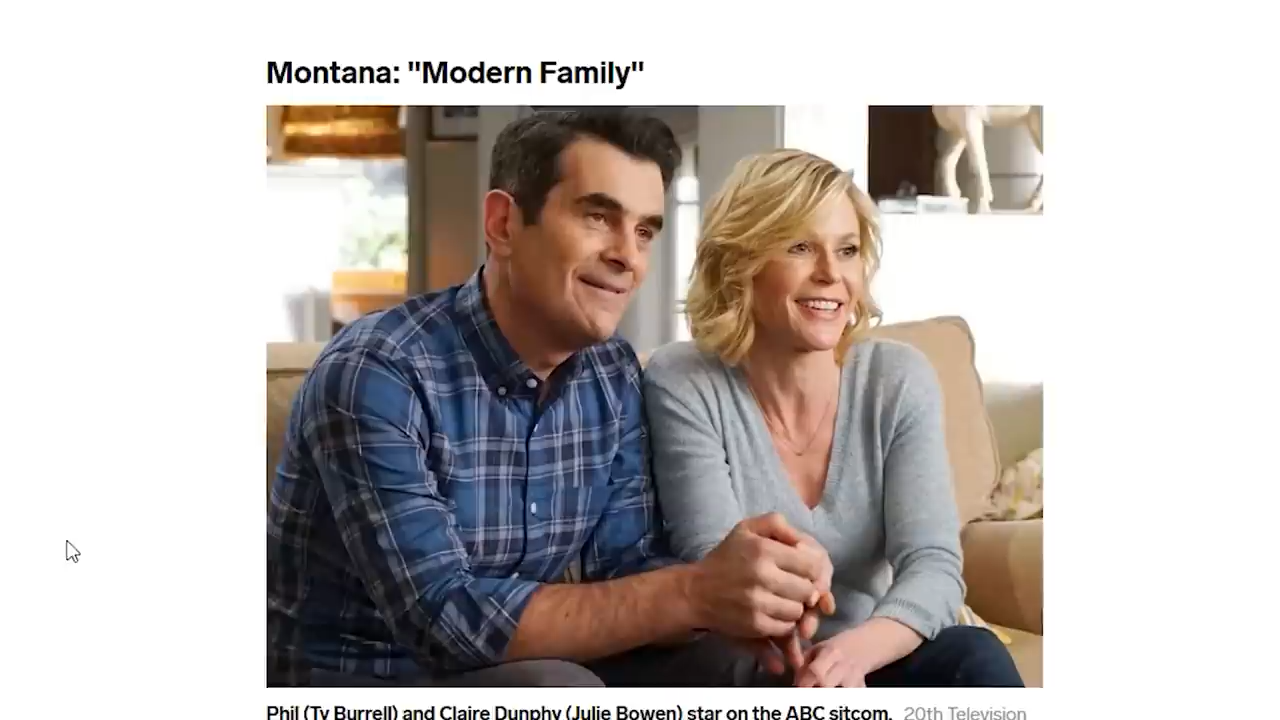 Montana: "Modern Family"
Phil (Ty Burrell) and Claire Dunphy (Julie Bowen) star on the ABC sitcom. 20th Television